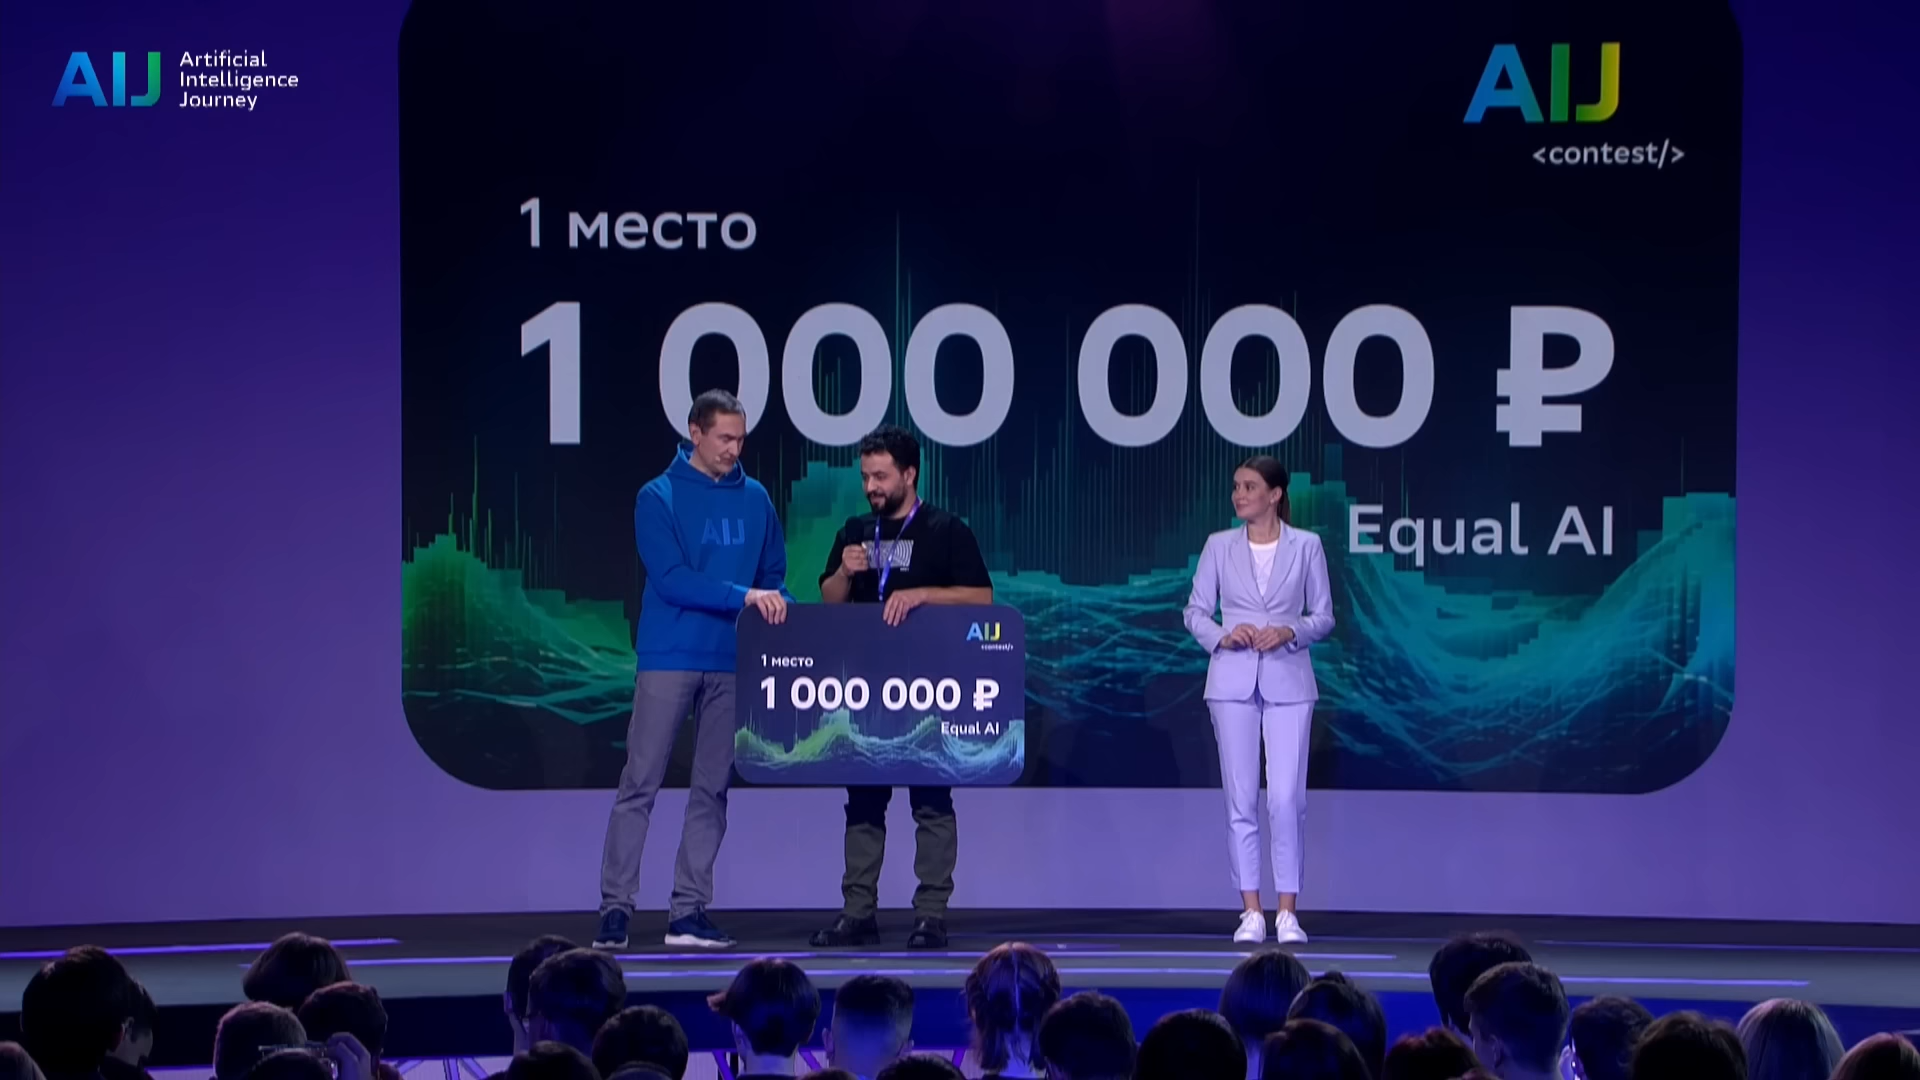 AIJ
Artificial
Intelligence
Journey
AIJ
<contest/>
1 место
1 000 000 ₽
Equal AI
AIJ
AIJ
<contest/>
1 место
1 000 000 ₽
Equal AI